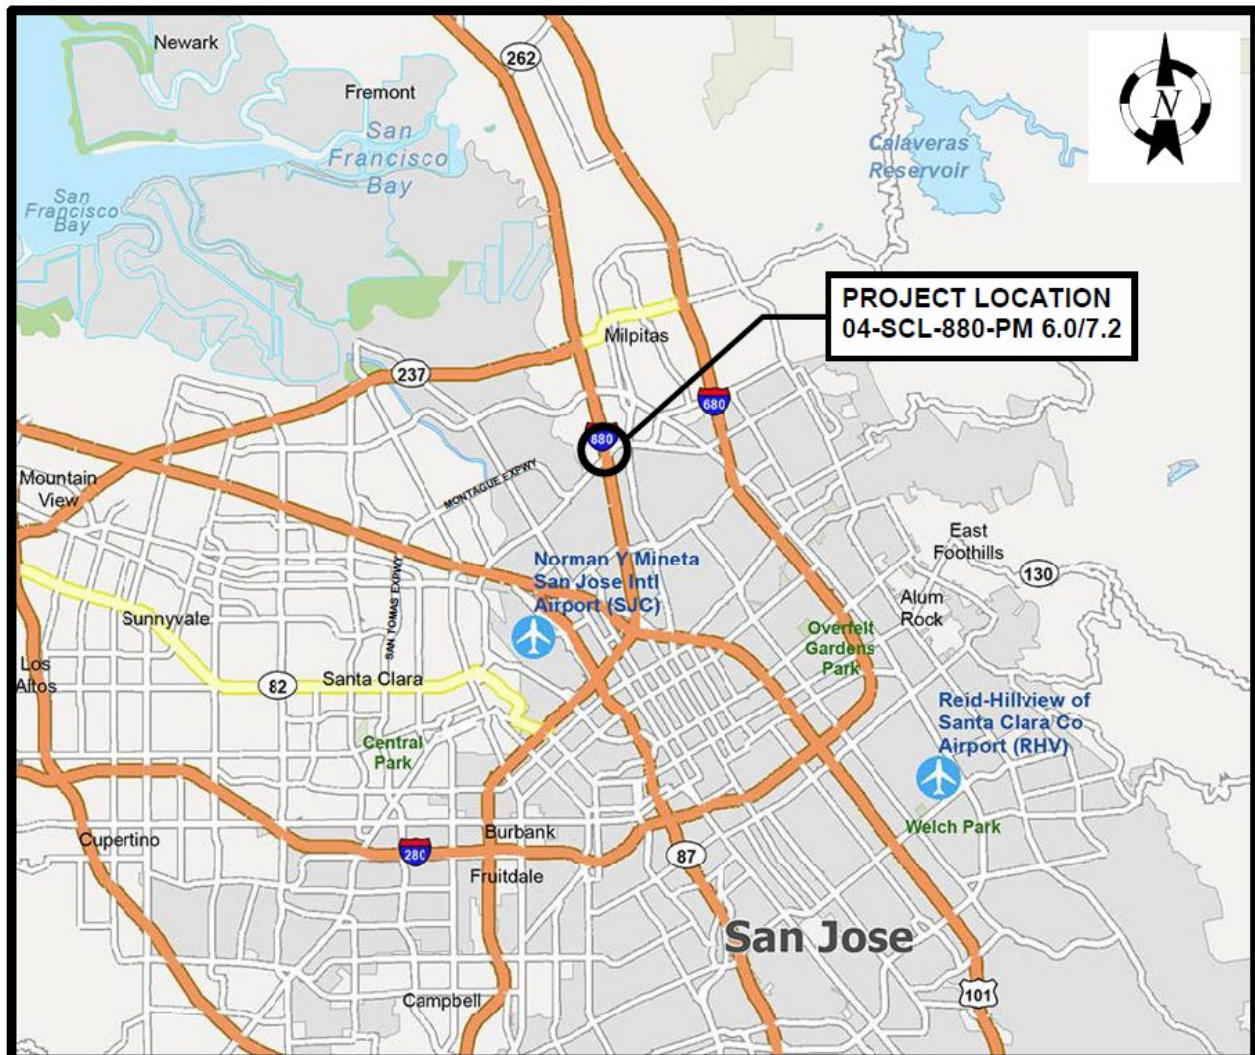 Newark
262
Fremont
San
Francisco
Bay
N
Calaveras
Reservoir
San
Francisco
Bay
PROJECT LOCATION
04-SCL-880-PM 6.0/7.2
Milpitas
237
680
880
MONTAGUE EXPWY
Mountain
View
East
Foothills
130
Norman Y Mineta
San Jose Intl
Airport (SJC)
SAN TOMAS EXPWY
Alum
Rock
Sunnyvale
Overfelt
Gardens
Park
Los
Altos
82
Santa Clara
Reid-Hillview of
Santa Clara Co
Airport (RHV)
Central
Park
Welch Park
Cupertino
Burbank
280
87
Fruitdale
San Jose
Campbell
101